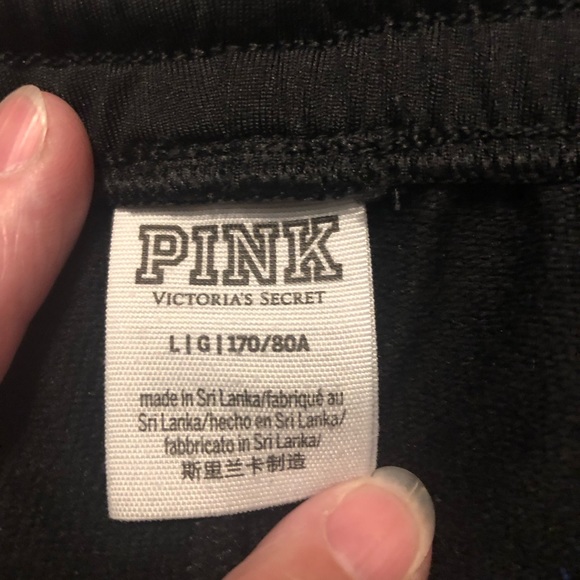 PINK
VICTORIA'S SECRET
L|G|170/80A
made in Sri Lanka/fabriqué au
Sri Lanka/hecho en Sri Lanka/
fabbricato in Sri Lanka/
斯里兰卡制造